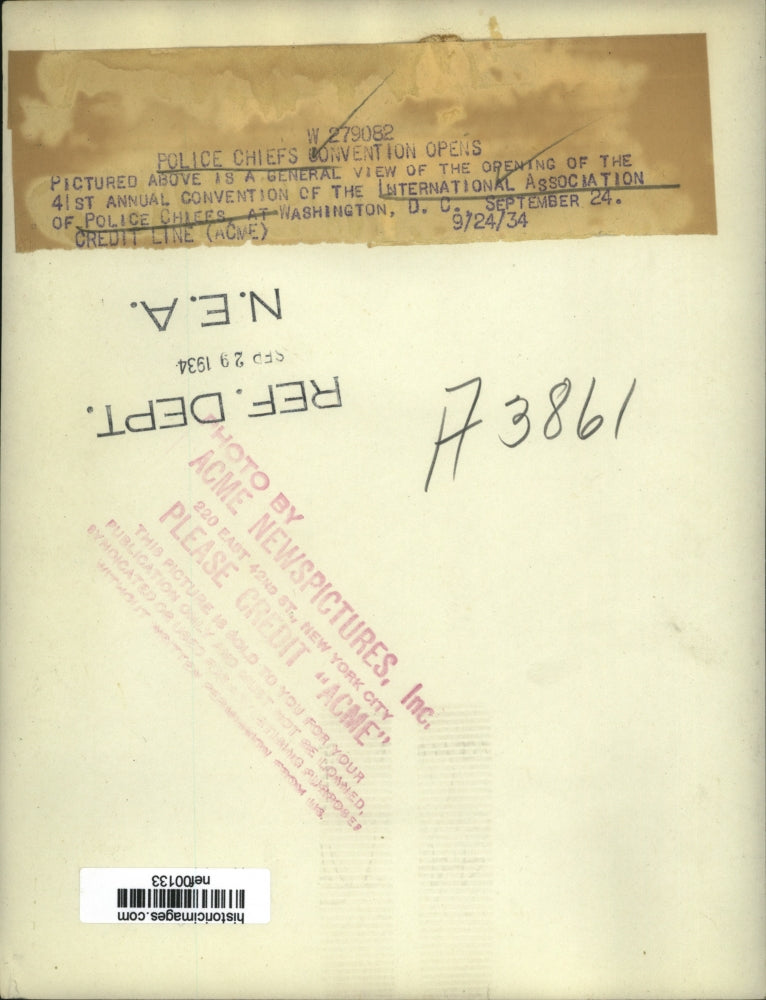 W 279082
POLICE CHIEFS CONVENTION OPENS
PICTURED ABOVE IS A GENERAL VIEW OF THE OPENING OF THE
41ST ANNUAL CONVENTION OF THE INTERNATIONAL ASSOCIATION
OF POLICE CHIEFS AT WASHINGTON, D. C., SEPTEMBER 24.
CREDIT LINE (ACME) 9/24/34
N.E.A.
SEP 29 1934
REF. DEPT.
A 3861
PHOTO BY
ACME NEWSPICTURES, Inc.
220 EAST 42ND ST., NEW YORK CITY
PLEASE CREDIT "ACME"
THIS PICTURE IS SOLD TO YOU FOR YOUR
PUBLICATION ONLY AND MUST NOT BE LOANED,
SYNDICATED OR USED FOR ADVERTISING PURPOSES
WITHOUT WRITTEN PERMISSION FROM US.
historicimages.com
nef00133